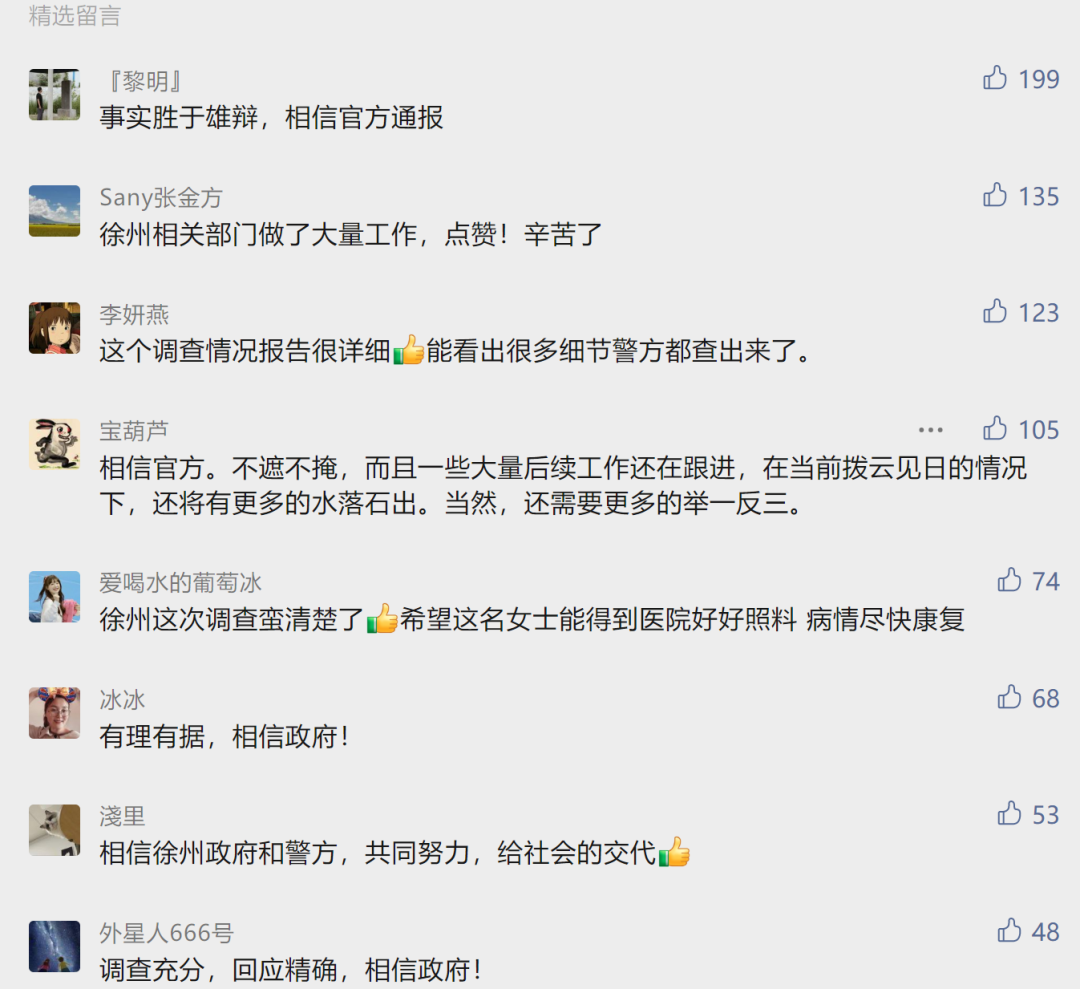 精选留言
『黎明』
199
事实胜于雄辩，相信官方通报
Sany张金方
135
徐州相关部门做了大量工作，点赞！辛苦了
李妍燕
123
这个调查情况报告很详细👍能看出很多细节警方都查出来了。
宝葫芦
105
相信官方。不遮不掩，而且一些大量后续工作还在跟进，在当前拨云见日的情况
下，还将有更多的水落石出。当然，还需要更多的举一反三。
爱喝水的葡萄冰
74
徐州这次调查蛮清楚了👍希望这名女士能得到医院好好照料 病情尽快康复
冰冰
68
有理有据，相信政府！
淺里
53
相信徐州政府和警方，共同努力，给社会的交代👍
外星人666号
48
调查充分，回应精确，相信政府！